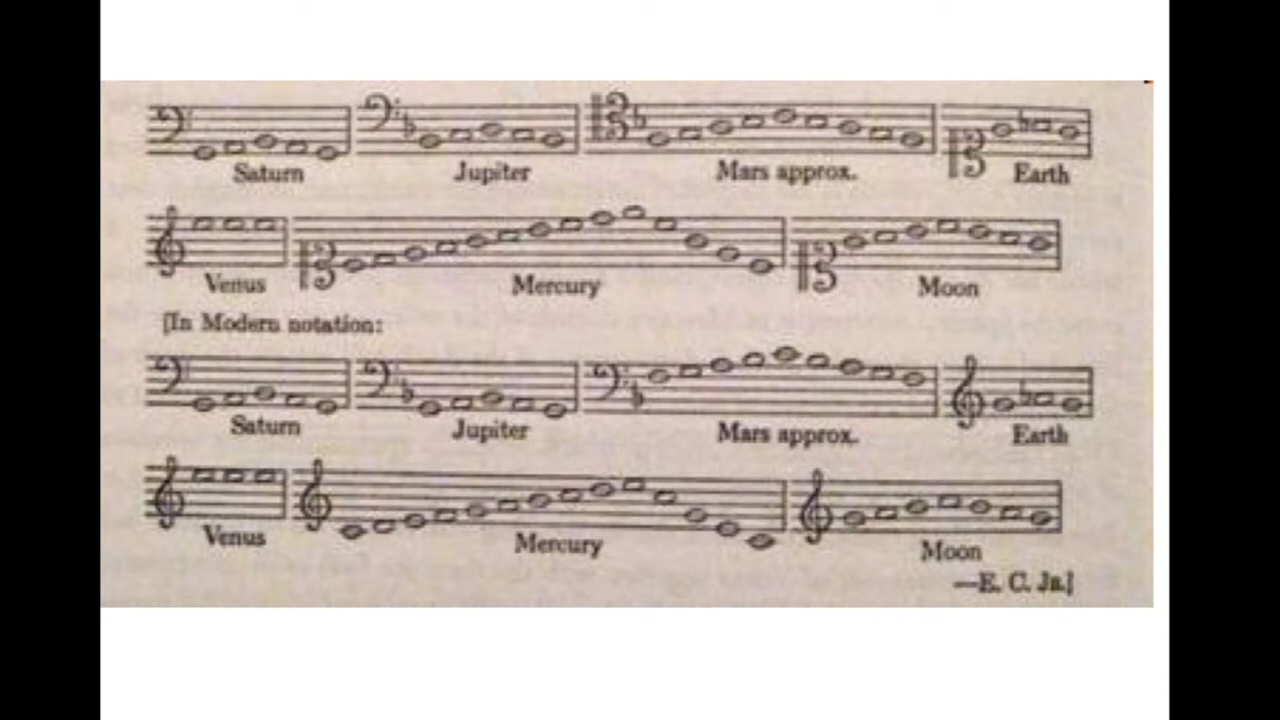 Saturn Jupiter Mars approx. Earth
Venus Mercury Moon
[In Modern notation:
Saturn Jupiter Mars approx. Earth
Venus Mercury Moon
—E. C. Jr.]